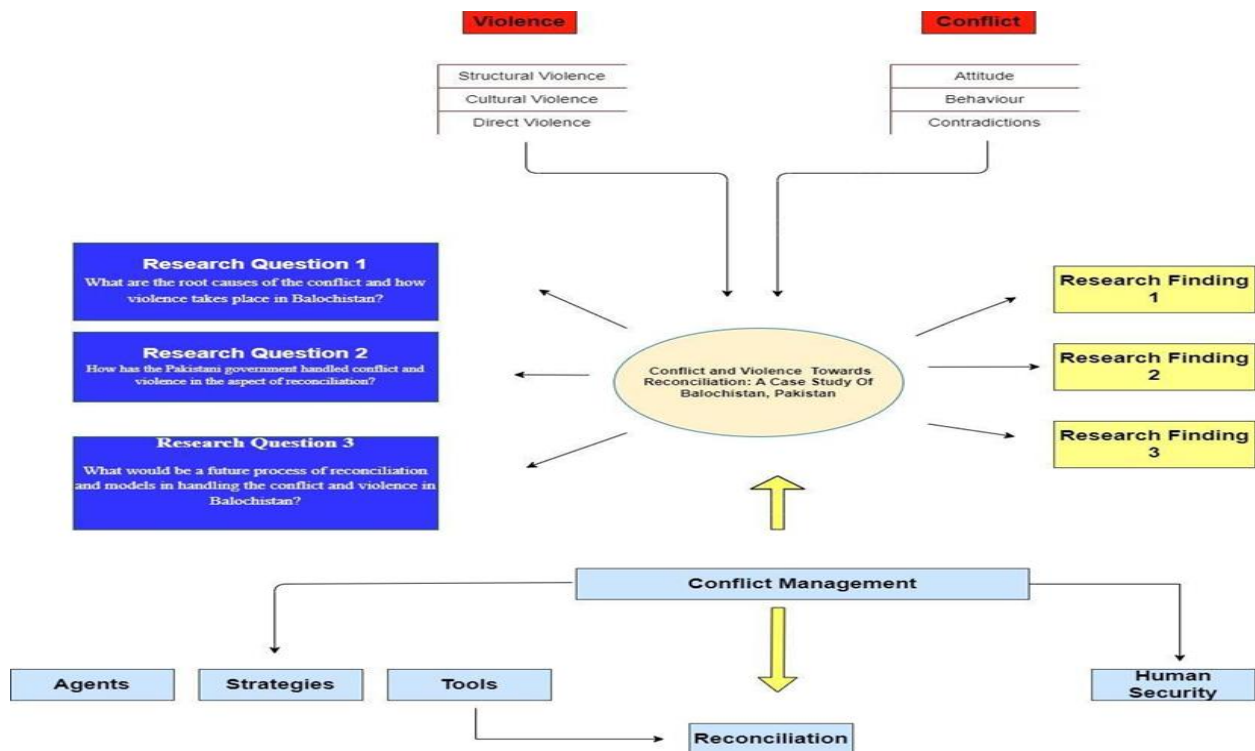 Violence
Conflict
Structural Violence
Cultural Violence
Direct Violence
Attitude
Behaviour
Contradictions
Research Question 1
What are the root causes of the conflict and how
violence takes place in Balochistan?
Research Question 2
How has the Pakistani government handled conflict and
violence in the aspect of reconciliation?
Research Question 3
What would be a future process of reconciliation
and models in handling the conflict and violence in
Balochistan?
Conflict and Violence Towards
Reconciliation: A Case Study Of
Balochistan, Pakistan
Research Finding
1
Research Finding
2
Research Finding
3
Conflict Management
Agents
Strategies
Tools
Human
Security
Reconciliation